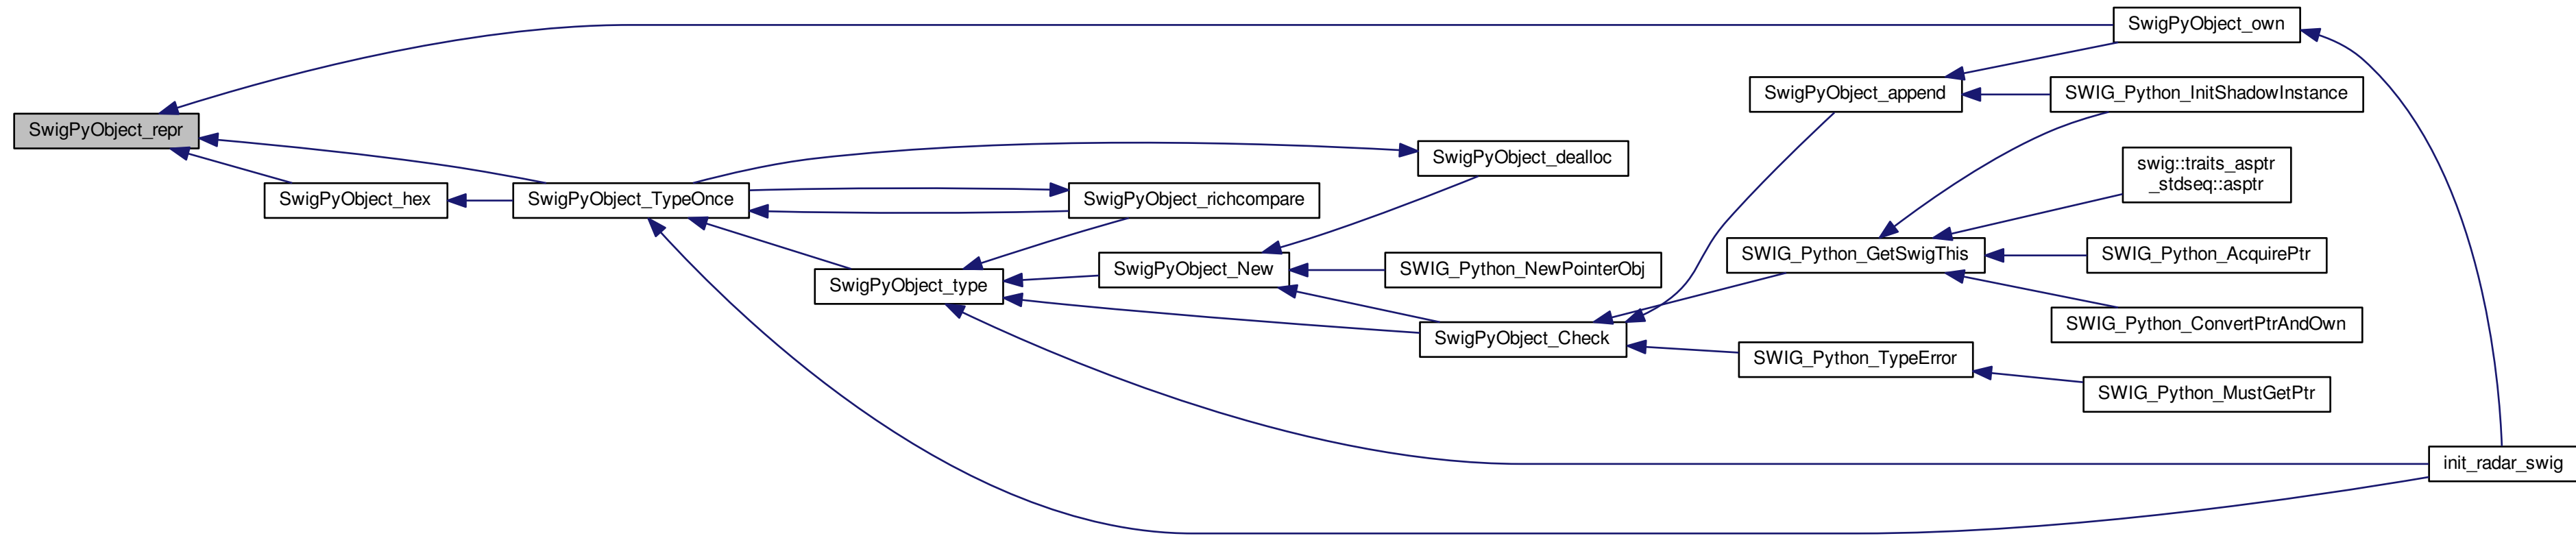 SwigPyObject_repr
SwigPyObject_hex
SwigPyObject_TypeOnce
SwigPyObject_type
SwigPyObject_dealloc
SwigPyObject_richcompare
SwigPyObject_New
SWIG_Python_NewPointerObj
SwigPyObject_Check
SwigPyObject_append
SWIG_Python_GetSwigThis
SWIG_Python_TypeError
SwigPyObject_own
SWIG_Python_InitShadowInstance
swig::traits_asptr
_stdseq::asptr
SWIG_Python_AcquirePtr
SWIG_Python_ConvertPtrAndOwn
SWIG_Python_MustGetPtr
init_radar_swig